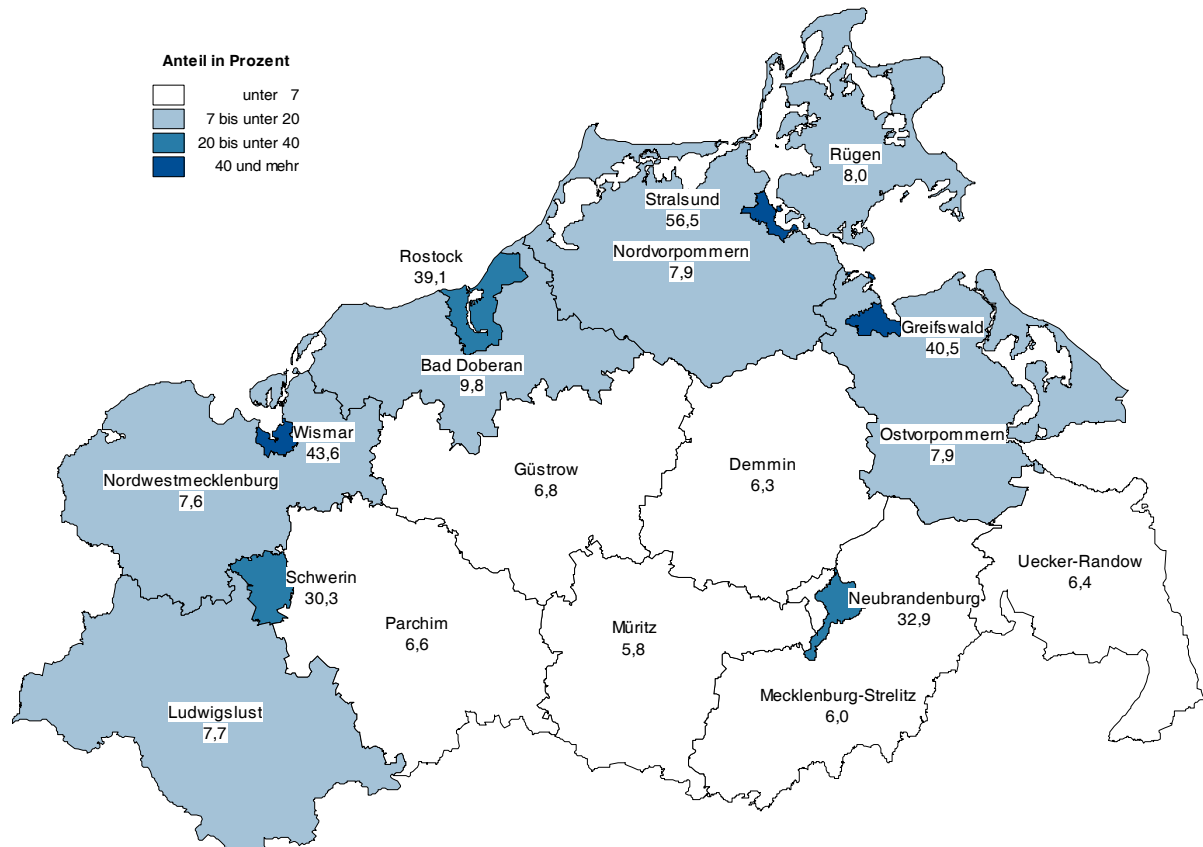 Anteil in Prozent
unter 7
7 bis unter 20
20 bis unter 40
40 und mehr
Rügen
8,0
Stralsund
56,5
Nordvorpommern
7,9
Rostock
39,1
Greifswald
40,5
Bad Doberan
9,8
Wismar
43,6
Ostvorpommern
7,9
Güstrow
6,8
Demmin
6,3
Nordwestmecklenburg
7,6
Uecker-Randow
6,4
Schwerin
30,3
Neubrandenburg
32,9
Parchim
6,6
Müritz
5,8
Mecklenburg-Strelitz
6,0
Ludwigslust
7,7